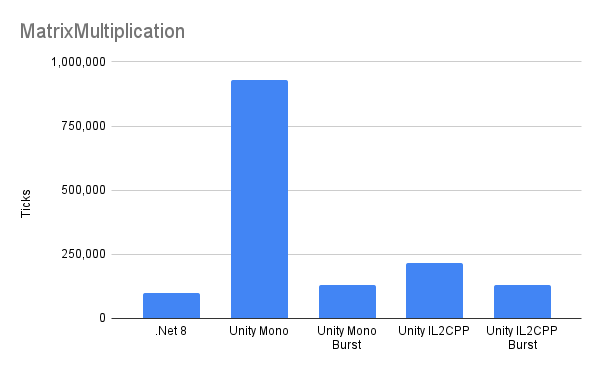 MatrixMultiplication
1,000,000
750,000
500,000
250,000
0
Ticks
.Net 8
Unity Mono
Unity Mono
Burst
Unity IL2CPP
Unity IL2CPP
Burst